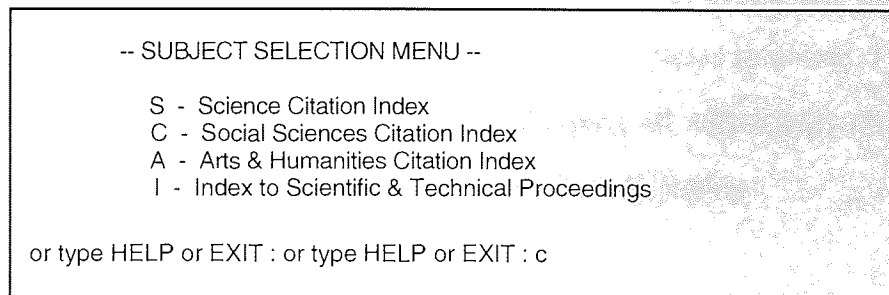 -- SUBJECT SELECTION MENU --
S - Science Citation Index
C - Social Sciences Citation Index
A - Arts & Humanities Citation Index
I - Index to Scientific & Technical Proceedings
or type HELP or EXIT : or type HELP or EXIT : c